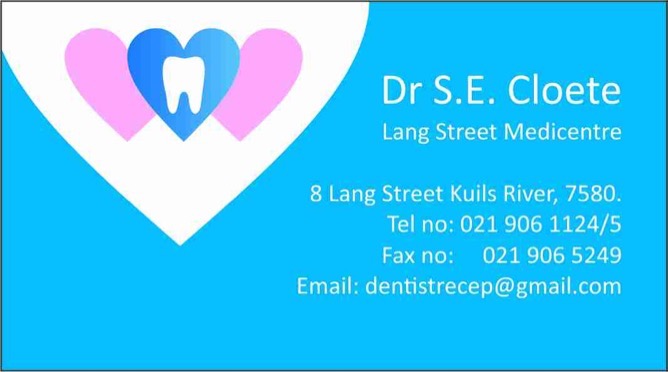 Dr S.E. Cloete
Lang Street Medicentre
8 Lang Street Kuils River, 7580.
Tel no: 021 906 1124/5
Fax no: 021 906 5249
Email: dentistrecep@gmail.com